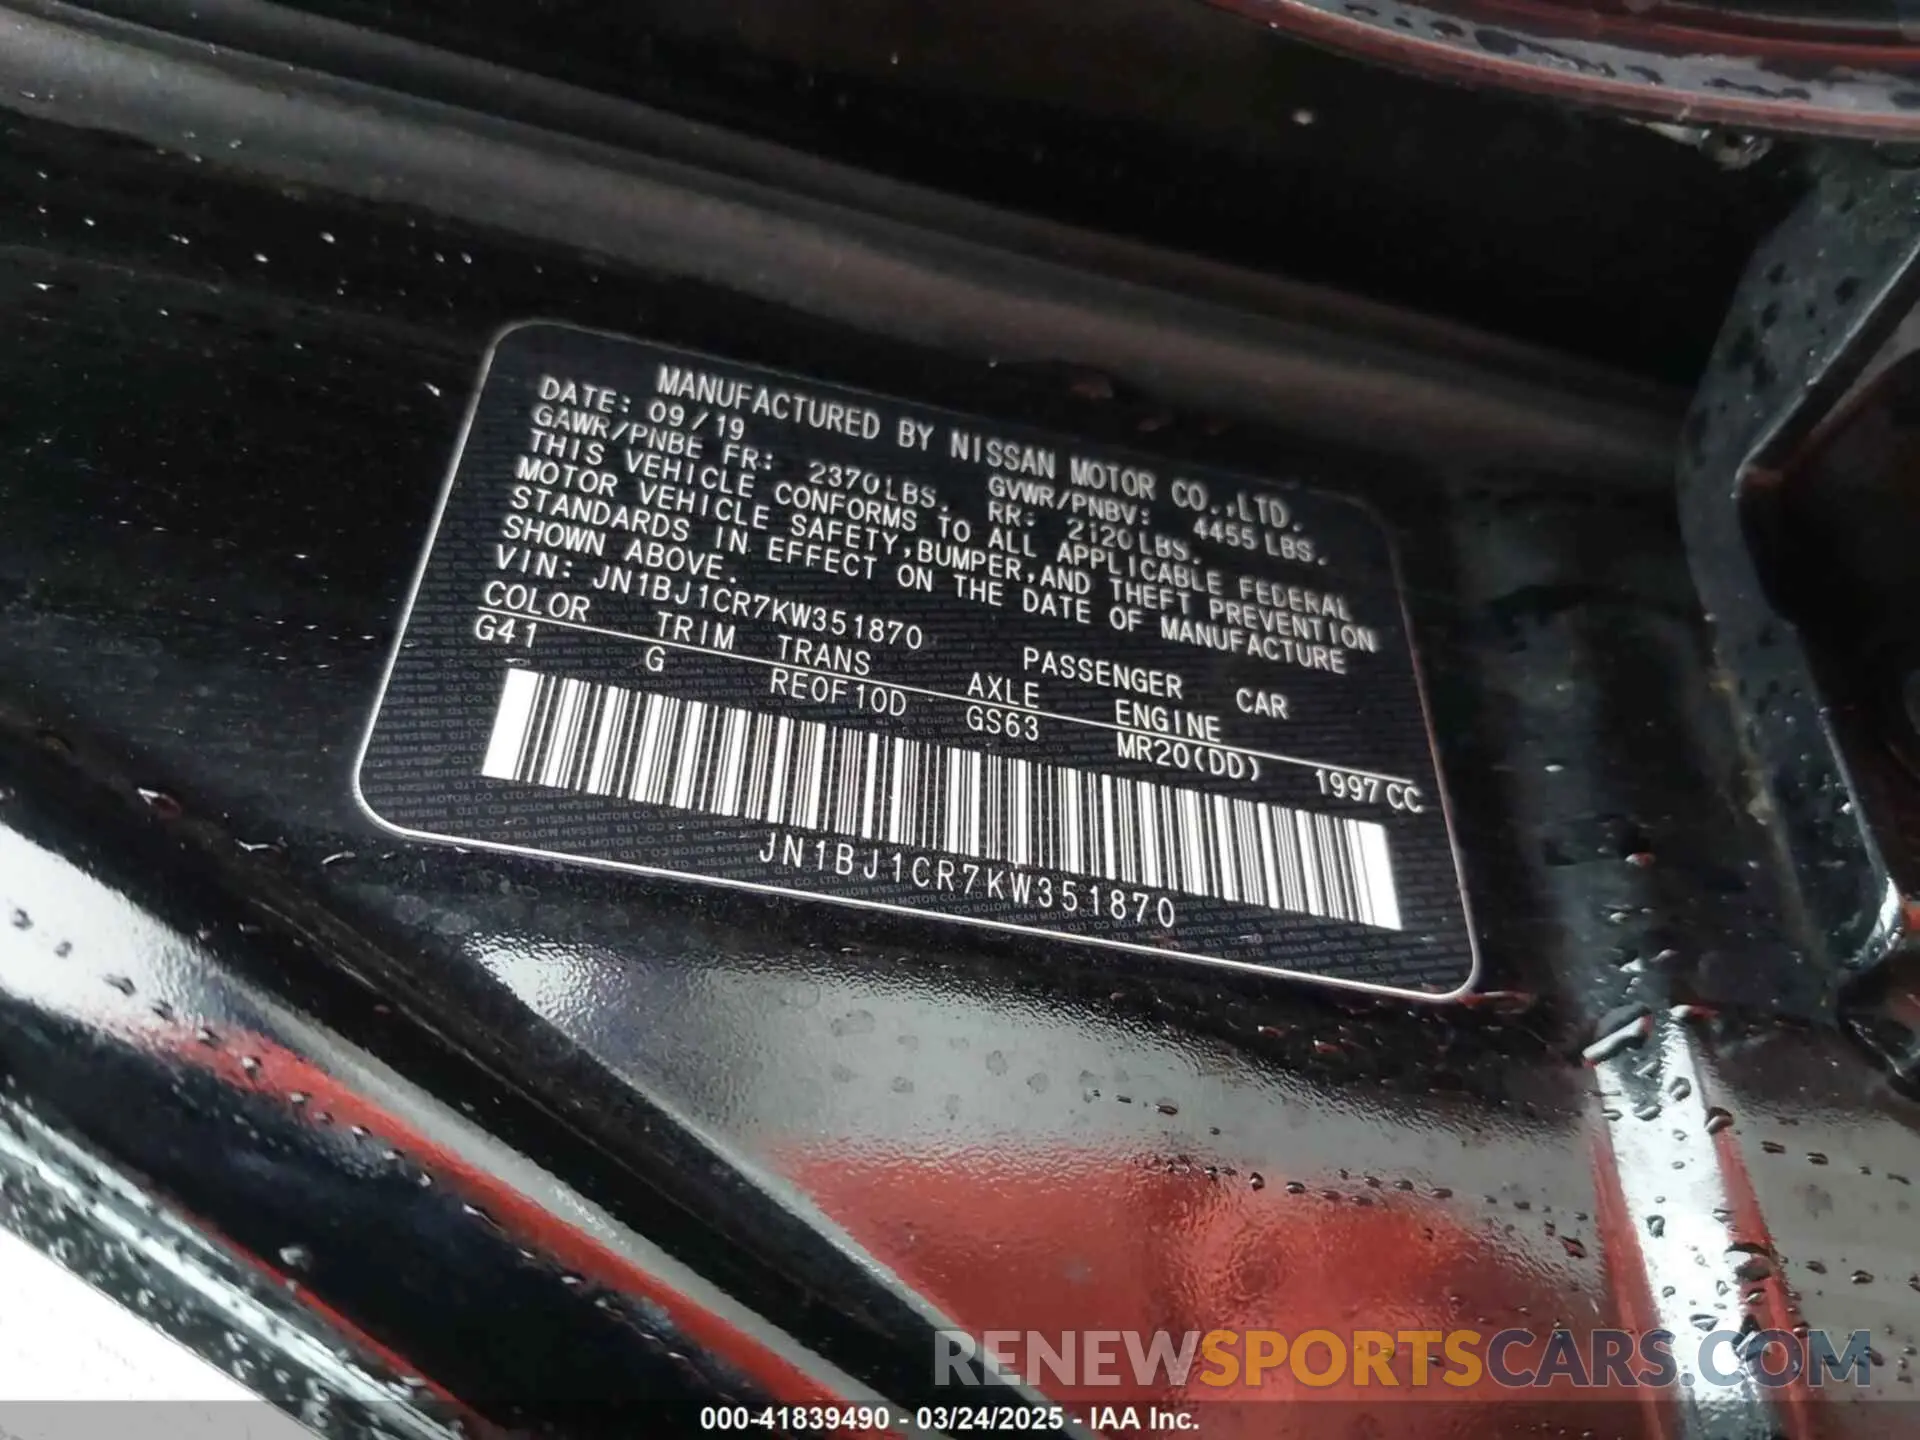 MANUFACTURED BY NISSAN MOTOR CO.,LTD.
DATE: 09/19 GVWR/PNBV: 4455 LBS.
GAWR/PNBE FR: 2370LBS. RR: 2120LBS.
THIS VEHICLE CONFORMS TO ALL APPLICABLE FEDERAL
MOTOR VEHICLE SAFETY,BUMPER,AND THEFT PREVENTION
STANDARDS IN EFFECT ON THE DATE OF MANUFACTURE
SHOWN ABOVE.
VIN: JN1BJ1CR7KW351870 PASSENGER CAR
COLOR TRIM TRANS AXLE ENGINE
G41 G RE0F10D GS63 MR20(DD) 1997CC
JN1BJ1CR7KW351870
RENEWSPORTSCARS.COM
000-41839490 - 03/24/2025 - IAA Inc.